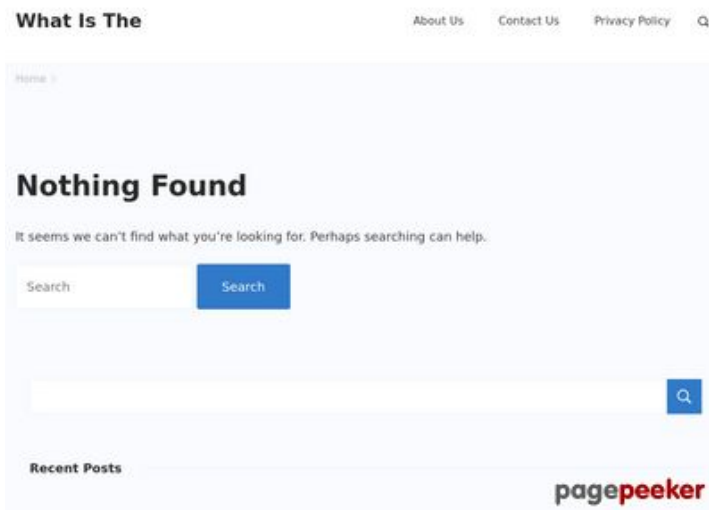 What Is The
About Us Contact Us Privacy Policy
Home
Nothing Found
It seems we can't find what you're looking for. Perhaps searching can help.
Search Search
Recent Posts
pagepeeker